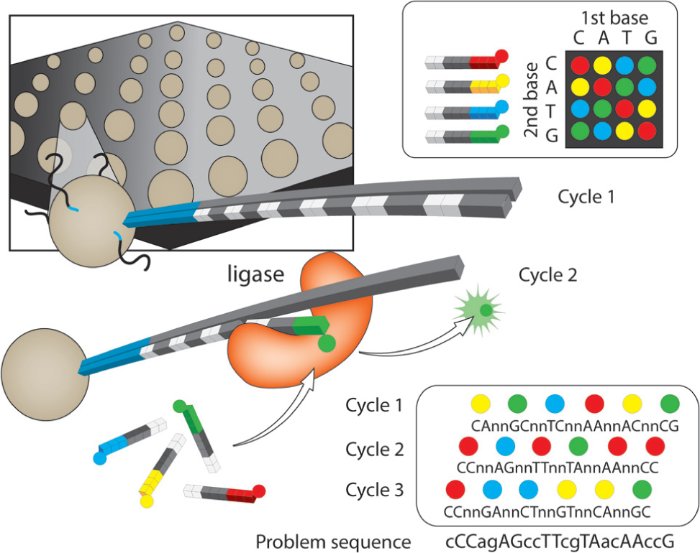 1st base
C A T G
2nd base
C
A
T
G
Cycle 1
ligase
Cycle 2
Cycle 1
CAnnGCnnTCnnAAnnACnnCG
Cycle 2
CCnnAGnnTTnnTAnnAAnnCC
Cycle 3
CCnnGAnnCTnnGTnnCAnnGC
Problem sequence cCCagAGccTTcgTAacAAccG